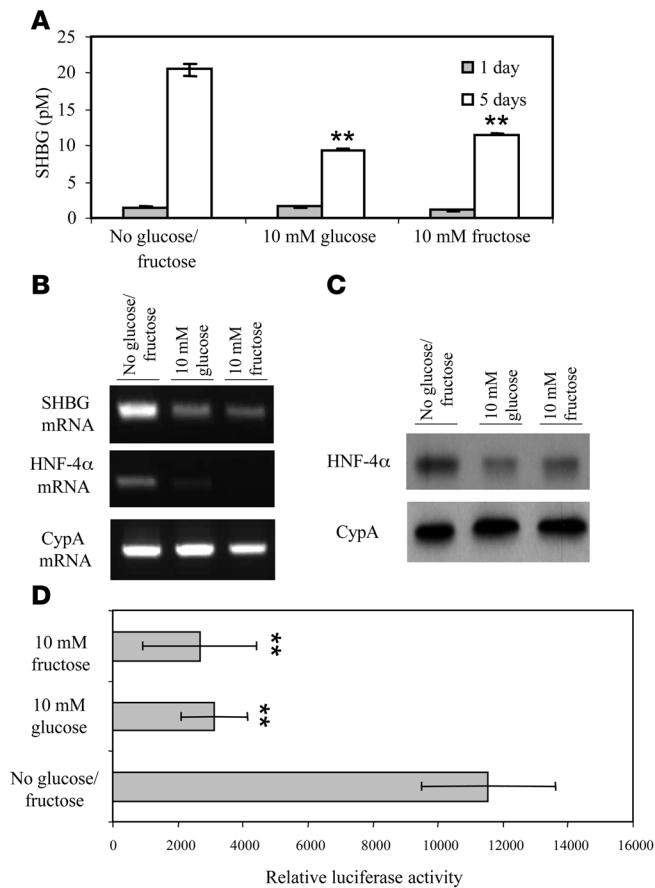 A
25
20
15
10
5
0
SHBG (pM)
1 day
5 days
**
**
No glucose/
fructose
10 mM glucose
10 mM fructose
B
No glucose/
fructose
10 mM
glucose
10 mM
fructose
SHBG
mRNA
HNF-4α
mRNA
CypA
mRNA
C
No glucose/
fructose
10 mM
glucose
10 mM
fructose
HNF-4α
CypA
D
10 mM
fructose
**
10 mM
glucose
**
No glucose/
fructose
0 2000 4000 6000 8000 10000 12000 14000 16000
Relative luciferase activity